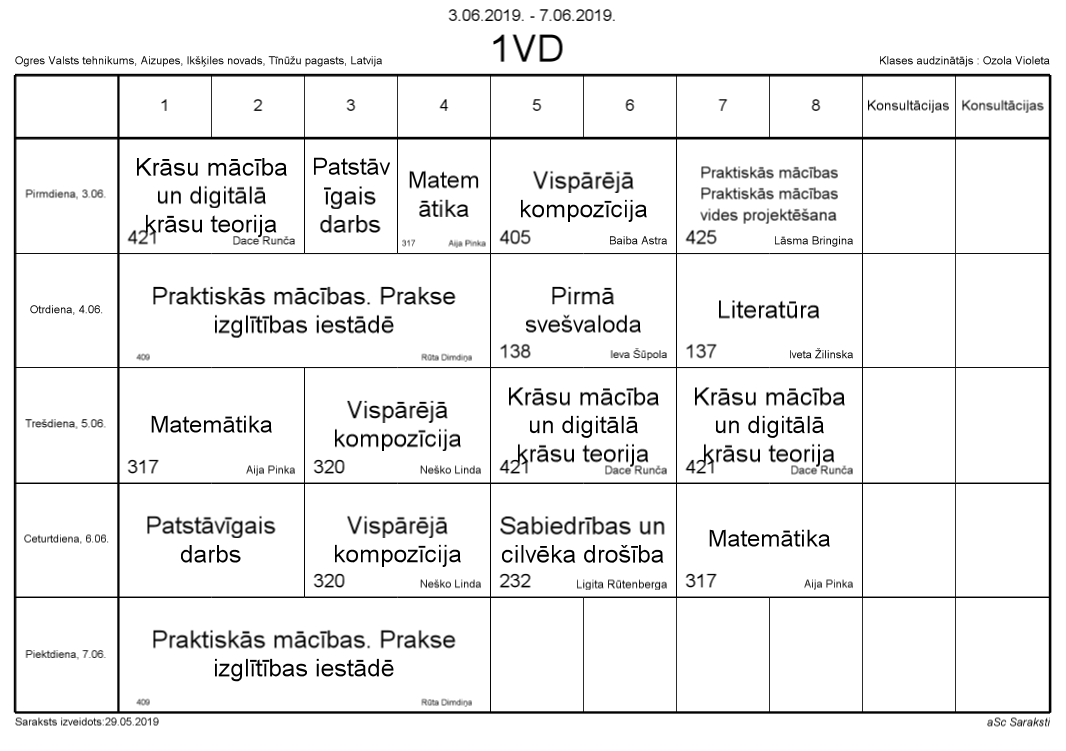 3.06.2019. - 7.06.2019.
1VD
Ogres Valsts tehnikums, Aizupes, Ikšķiles novads, Tīnūžu pagasts, Latvija
Klases audzinātājs : Ozola Violeta
1 2 3 4 5 6 7 8 Konsultācijas Konsultācijas
Pirmdiena, 3.06.
Krāsu mācība
un digitālā
krāsu teorija
421 Dace Runča
Patstāv
īgais
darbs
Matem
ātika
317 Aija Pinka
Vispārējā
kompozīcija
405 Baiba Astra
Praktiskās mācības
Praktiskās mācības
vides projektēšana
425 Lāsma Bringina
Otrdiena, 4.06.
Praktiskās mācības. Prakse
izglītības iestādē
409 Rūta Dimdiņa
Pirmā
svešvaloda
138 Ieva Šūpola
Literatūra
137 Iveta Žilinska
Trešdiena, 5.06.
Matemātika
317 Aija Pinka
Vispārējā
kompozīcija
320 Neško Linda
Krāsu mācība
un digitālā
krāsu teorija
421 Dace Runča
Krāsu mācība
un digitālā
krāsu teorija
421 Dace Runča
Ceturtdiena, 6.06.
Patstāvīgais
darbs
Vispārējā
kompozīcija
320 Neško Linda
Sabiedrības un
cilvēka drošība
232 Ligita Rūtenberga
Matemātika
317 Aija Pinka
Piektdiena, 7.06.
Praktiskās mācības. Prakse
izglītības iestādē
409 Rūta Dimdiņa
Saraksts izveidots:29.05.2019
aSc Saraksti